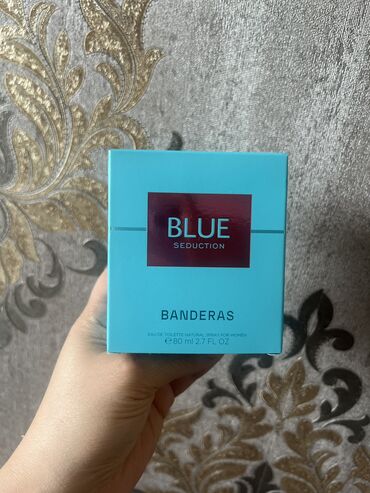 BLUE
SEDUCTION
BANDERAS
EAU DE TOILETTE NATURAL SPRAY FOR WOMEN
℮ 80 ml 2.7 FL OZ